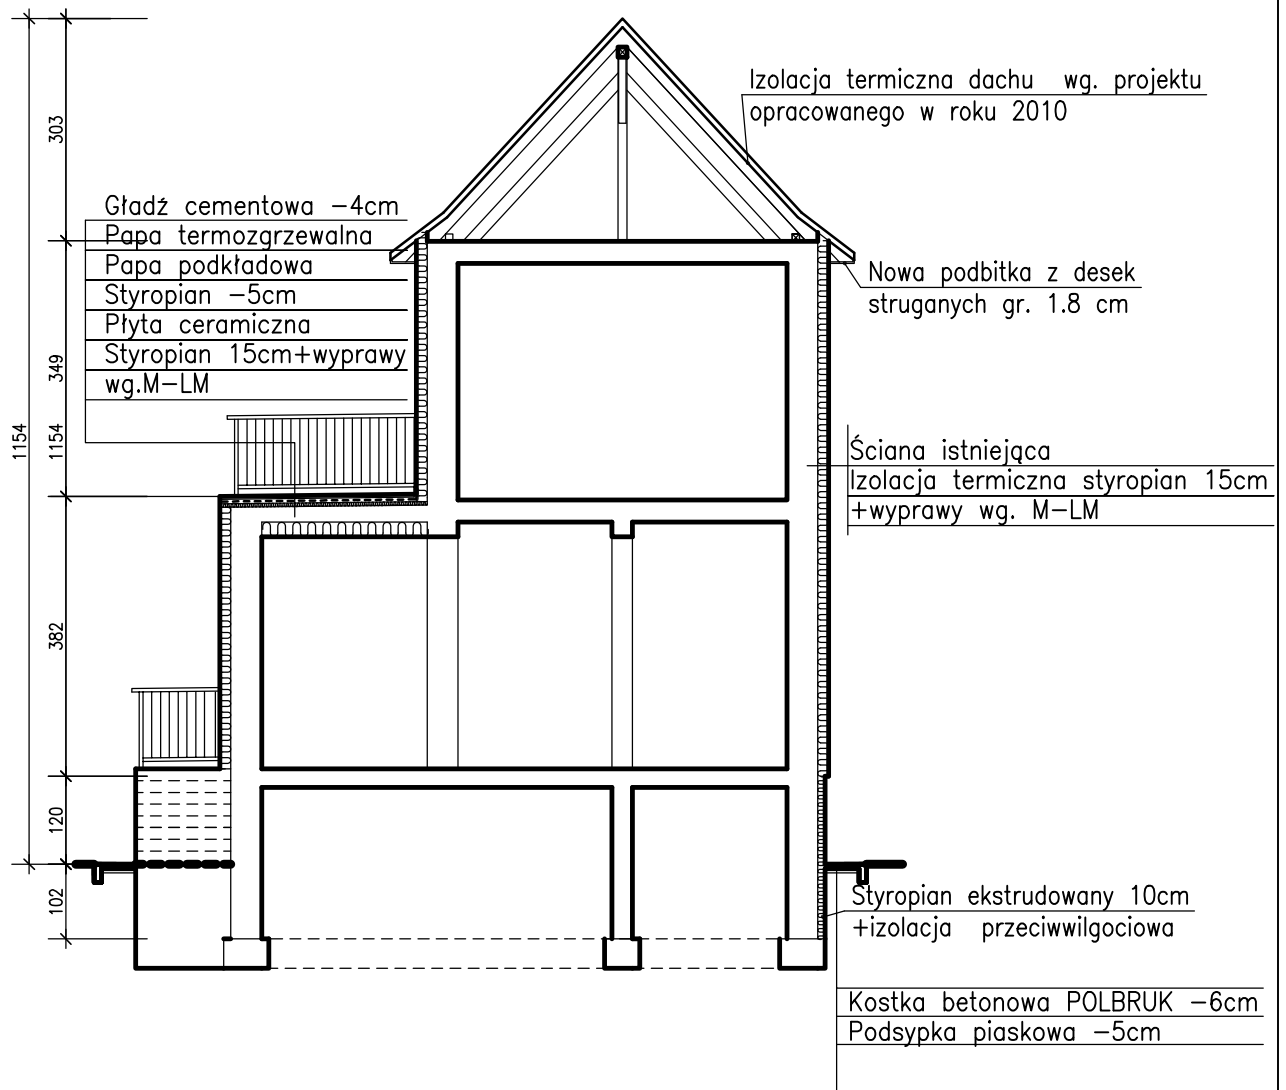 Izolacja termiczna dachu wg. projektu
opracowanego w roku 2010
303
Gładź cementowa -4cm
Papa termozgrzewalna
Papa podkładowa
Styropian -5cm
Płyta ceramiczna
Styropian 15cm+wyprawy
wg.M-LM
Nowa podbitka z desek
struganych gr. 1.8 cm
349
1154
1154
Ściana istniejąca
Izolacja termiczna styropian 15cm
+wyprawy wg. M-LM
382
120
102
Styropian ekstrudowany 10cm
+izolacja przeciwwilgociowa
Kostka betonowa POLBRUK -6cm
Podsypka piaskowa -5cm